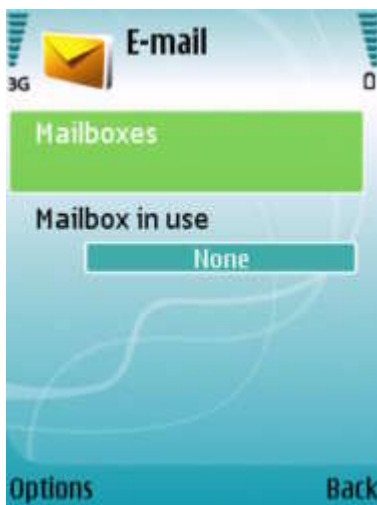 E-mail
3G
Mailboxes
Mailbox in use
None
Options Back